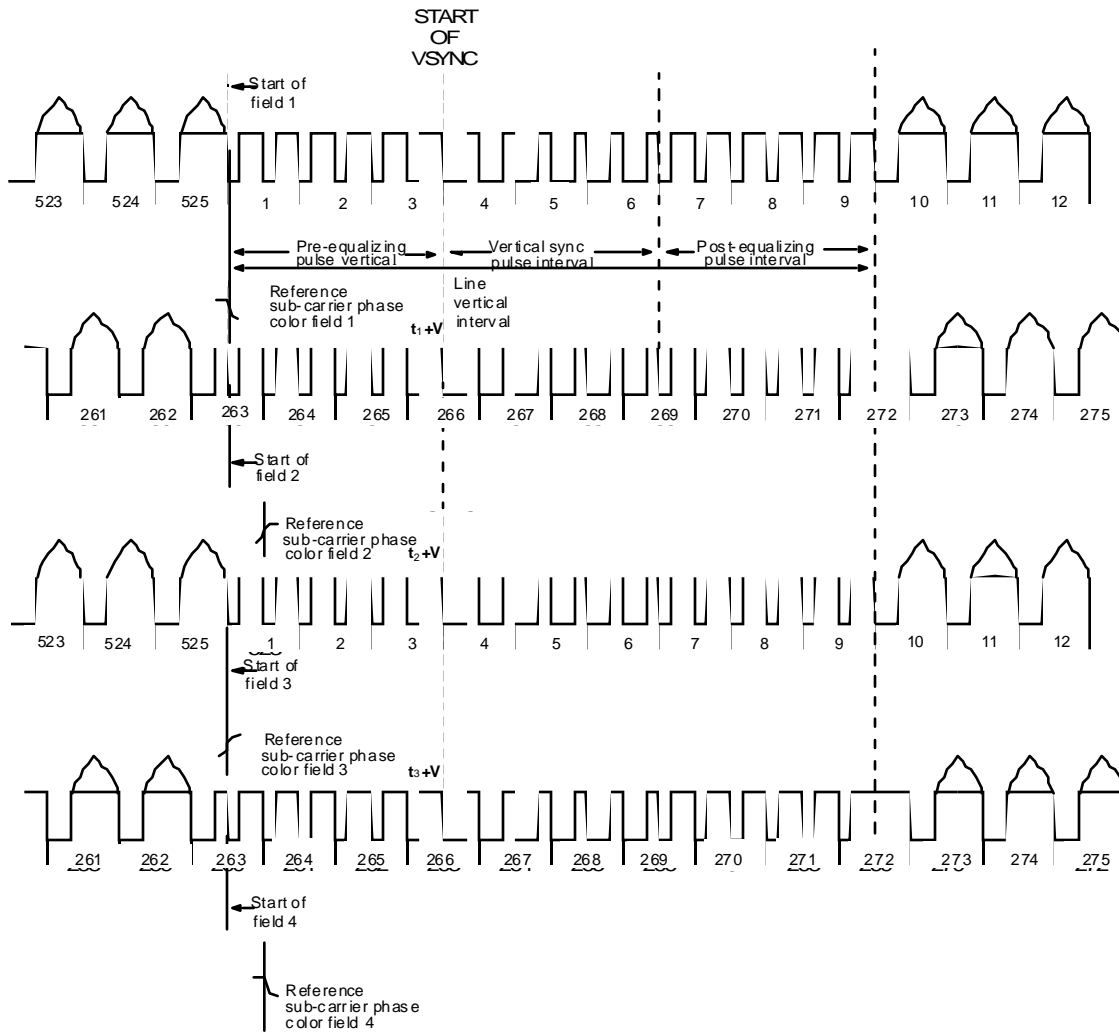 START
OF
VSYNC
Start of
field 1
523 524 525 1 2 3 4 5 6 7 8 9 10 11 12
Pre-equalizing
pulse vertical
Vertical sync
pulse interval
Post-equalizing
pulse interval
Line
vertical
interval
Reference
sub-carrier phase
color field 1
t1+V
261 262 263 264 265 266 267 268 269 270 271 272 273 274 275
Start of
field 2
Reference
sub-carrier phase
color field 2
t2+V
523 524 525 1 2 3 4 5 6 7 8 9 10 11 12
Start of
field 3
Reference
sub-carrier phase
color field 3
t3+V
261 262 263 264 265 266 267 268 269 270 271 272 273 274 275
Start of
field 4
Reference
sub-carrier phase
color field 4